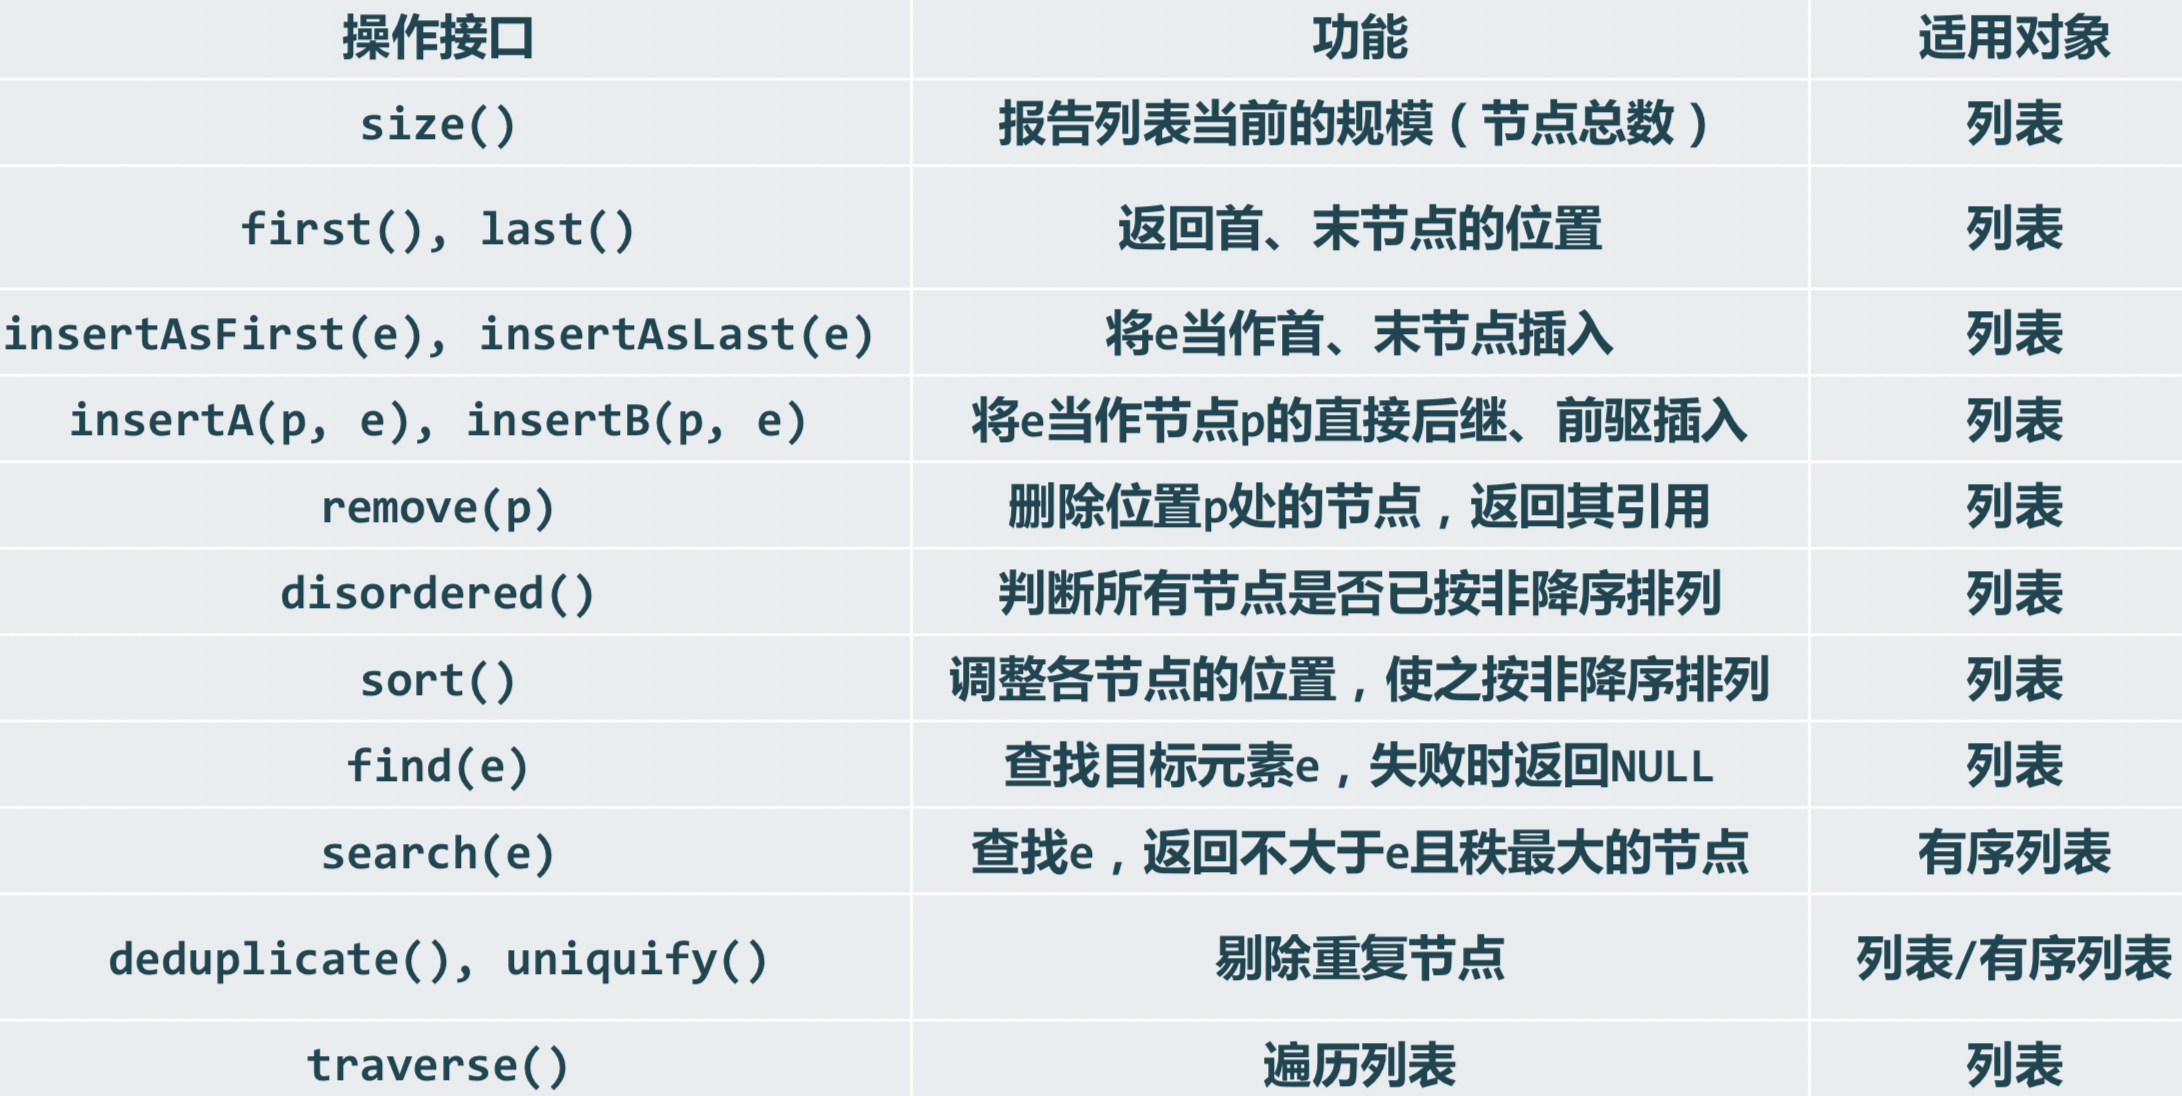 操作接口 功能 适用对象
size() 报告列表当前的规模（节点总数） 列表
first(), last() 返回首、末节点的位置 列表
insertAsFirst(e), insertAsLast(e) 将e当作首、末节点插入 列表
insertA(p, e), insertB(p, e) 将e当作节点p的直接后继、前驱插入 列表
remove(p) 删除位置p处的节点，返回其引用 列表
disordered() 判断所有节点是否已按非降序排列 列表
sort() 调整各节点的位置，使之按非降序排列 列表
find(e) 查找目标元素e，失败时返回NULL 列表
search(e) 查找e，返回不大于e且秩最大的节点 有序列表
deduplicate(), uniquify() 剔除重复节点 列表/有序列表
traverse() 遍历列表 列表